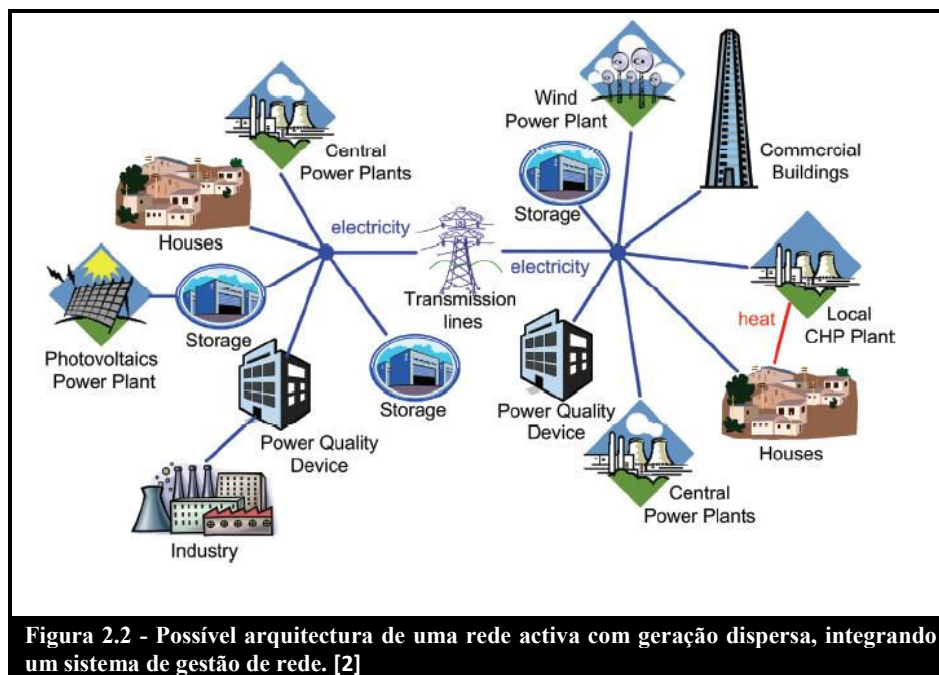 Central
Power Plants
Houses
Photovoltaics
Power Plant
Storage
Power Quality
Device
Industry
Storage
electricity
Transmission
lines
electricity
Wind
Power Plant
Storage
Commercial
Buildings
Local
CHP Plant
heat
Houses
Power Quality
Device
Central
Power Plants
Figura 2.2 - Possível arquitectura de uma rede activa com geração dispersa, integrando
um sistema de gestão de rede. [2]